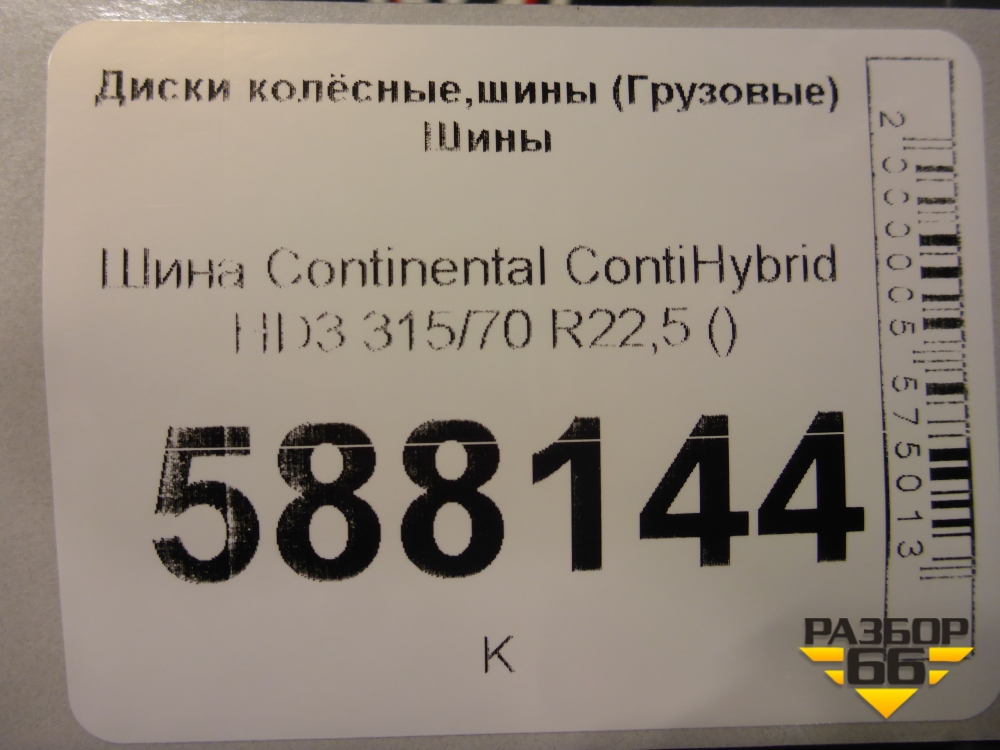 Диски колёсные,шины (Грузовые)
Шины
Шина Continental ContiHybrid
HD3 315/70 R22,5 ()
588144
К
2000005575013
РАЗБОР
66